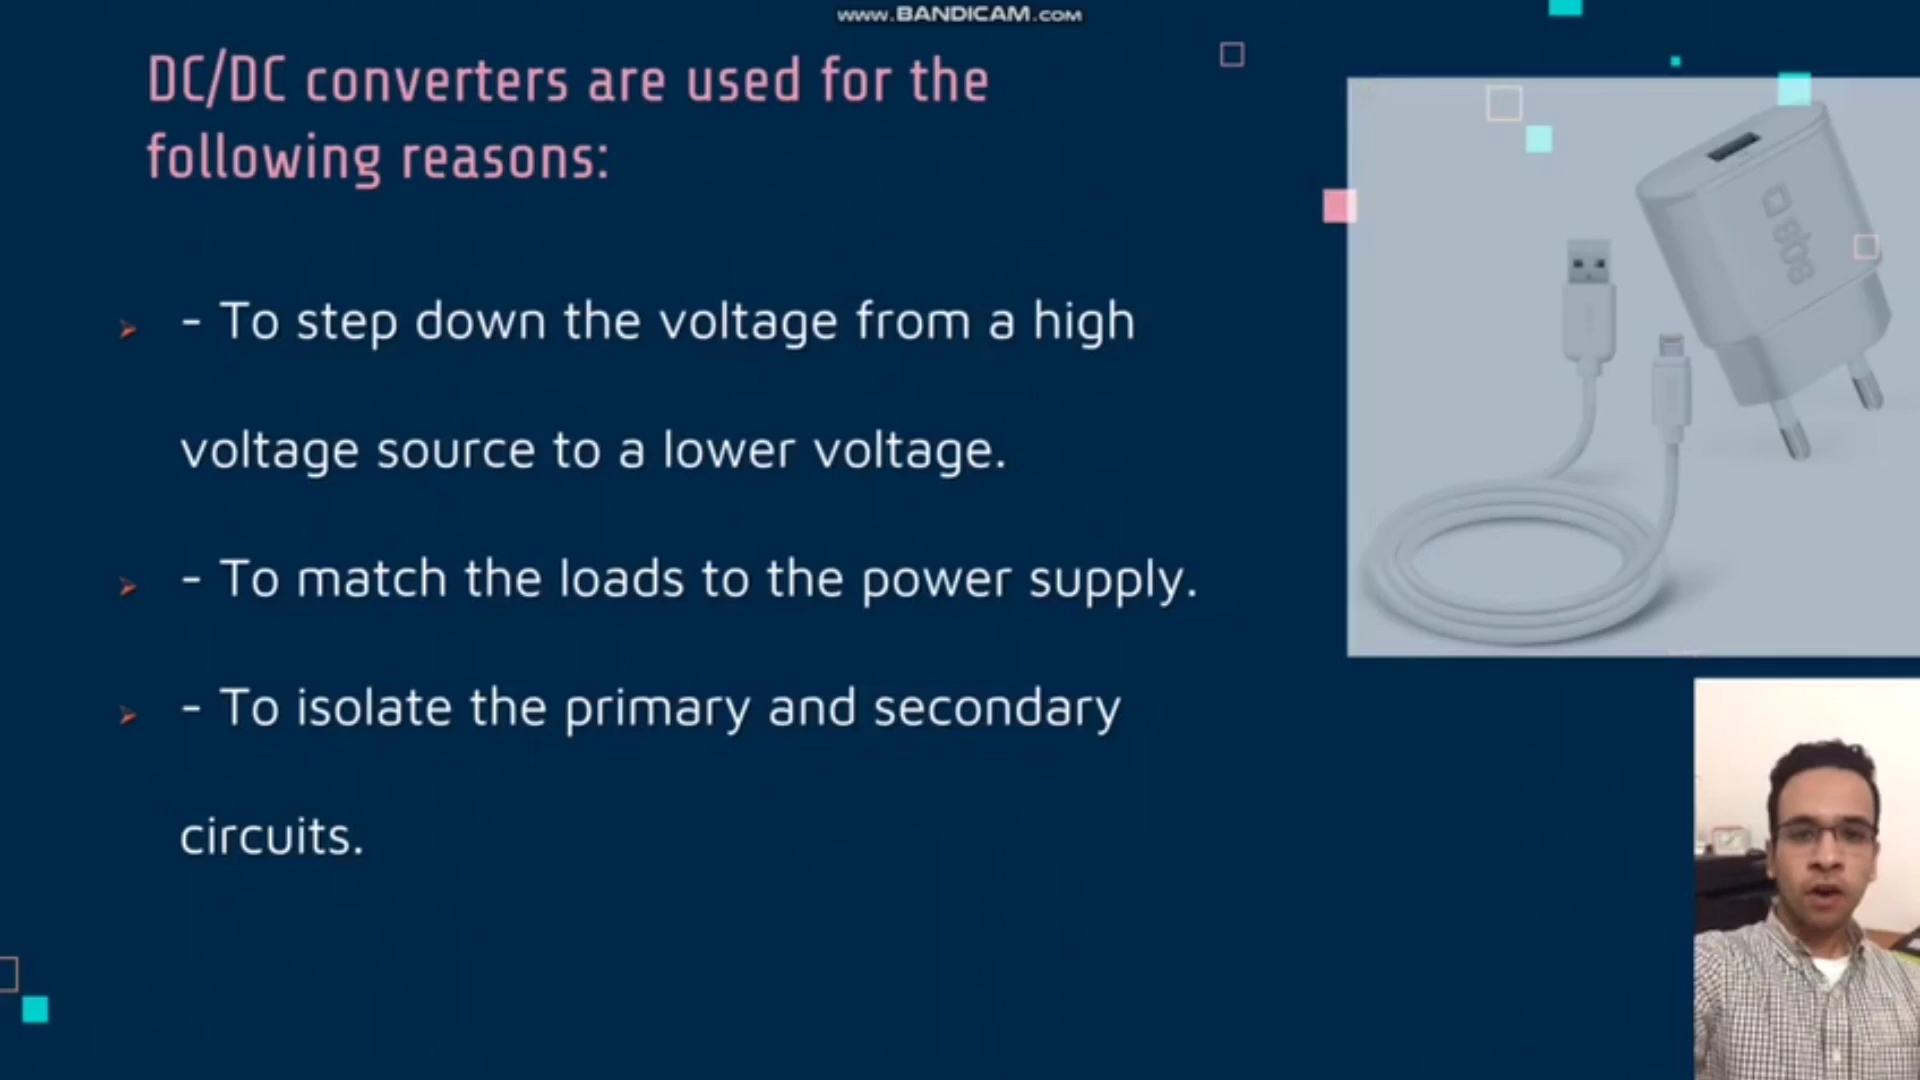 www.BANDICAM.com
DC/DC converters are used for the
following reasons:
- To step down the voltage from a high
voltage source to a lower voltage.
- To match the loads to the power supply.
- To isolate the primary and secondary
circuits.
sbs